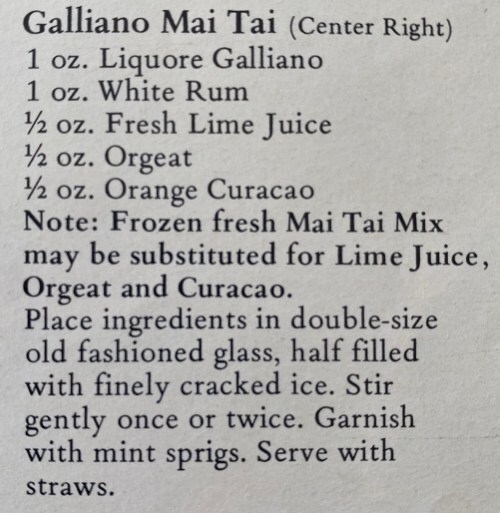 Galliano Mai Tai (Center Right)
1 oz. Liquore Galliano
1 oz. White Rum
½ oz. Fresh Lime Juice
½ oz. Orgeat
½ oz. Orange Curacao
Note: Frozen fresh Mai Tai Mix
may be substituted for Lime Juice,
Orgeat and Curacao.
Place ingredients in double-size
old fashioned glass, half filled
with finely cracked ice. Stir
gently once or twice. Garnish
with mint sprigs. Serve with
straws.